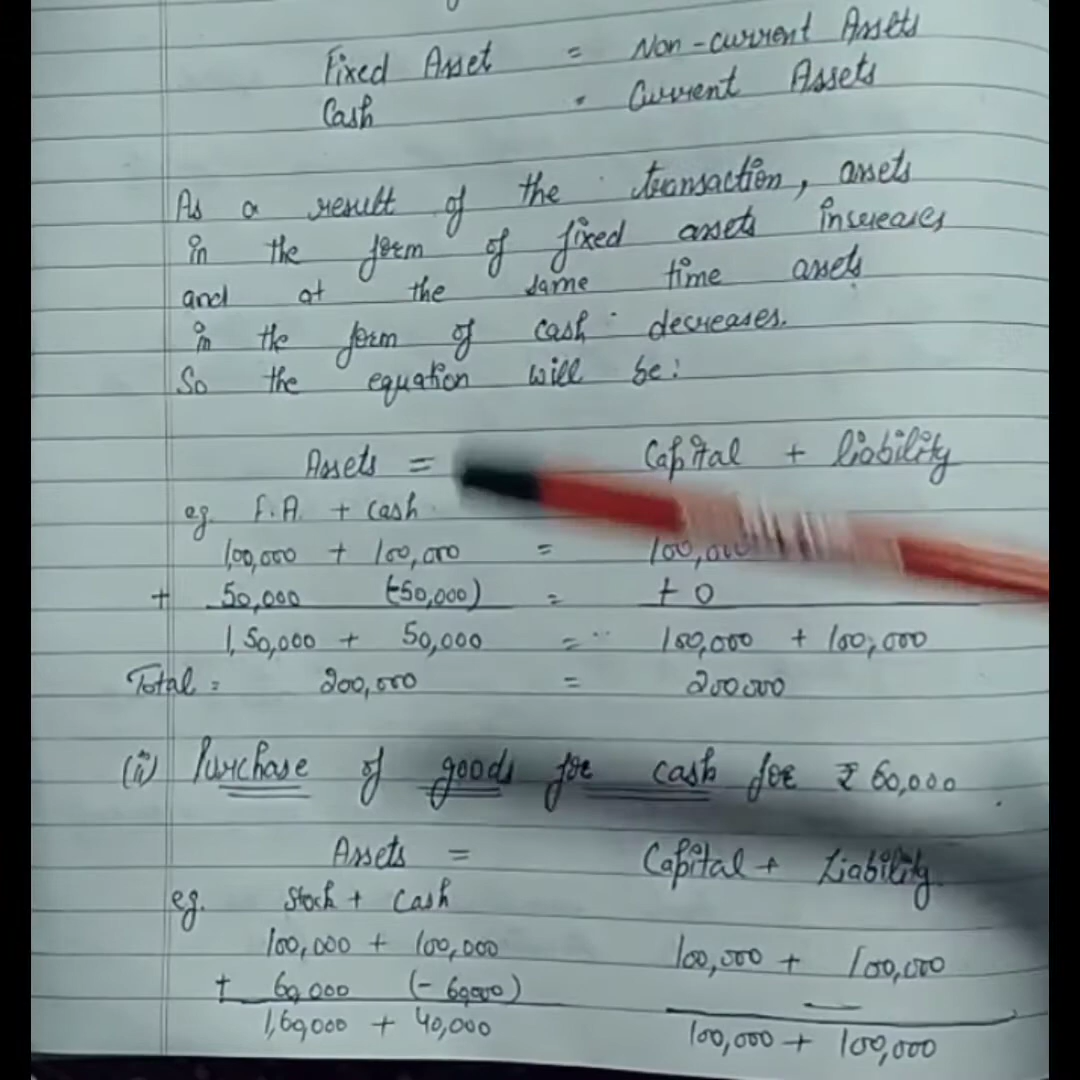 Fixed Asset = Non-current Assets
Cash = Current Assets
As a result of the transaction, assets
in the form of fixed assets increases
and at the same time assets
in the form of cash decreases.
So the equation will be:
Assets = Capital + liability
eg. F.A. + cash
100,000 + 100,000 = 100,000
+ 50,000 (-50,000) = + 0
1,50,000 + 50,000 = 100,000 + 100,000
Total = 200,000 = 200000
(ii) Purchase of goods for cash for ₹ 60,000
Assets = Capital + Liability
eg. Stock + Cash
100,000 + 100,000 100,000 + 100,000
+ 60,000 (- 60,000) —
1,60,000 + 40,000 100,000 + 100,000